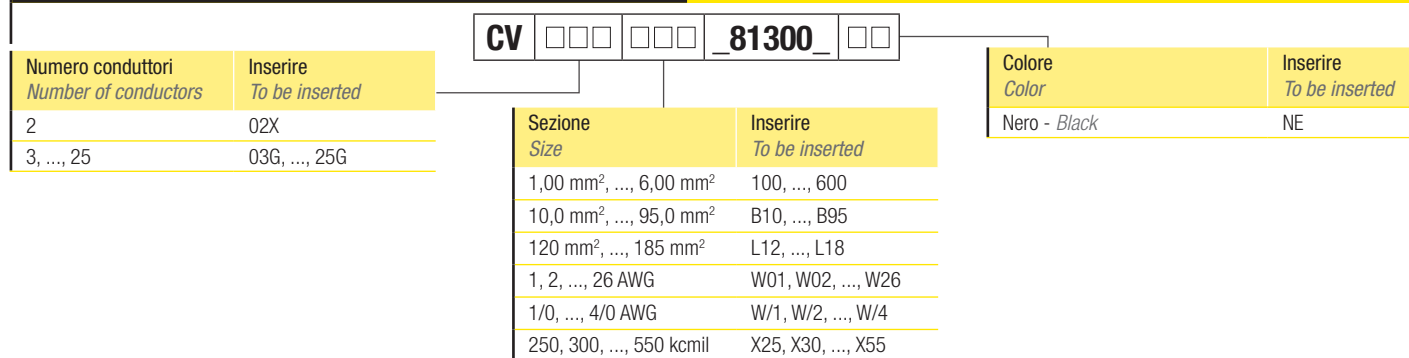 CV □□□ □□□ _81300_ □□
Numero conduttori Inserire
Number of conductors To be inserted
2 02X
3, ..., 25 03G, ..., 25G
Sezione Inserire
Size To be inserted
1,00 mm², ..., 6,00 mm² 100, ..., 600
10,0 mm², ..., 95,0 mm² B10, ..., B95
120 mm², ..., 185 mm² L12, ..., L18
1, 2, ..., 26 AWG W01, W02, ..., W26
1/0, ..., 4/0 AWG W/1, W/2, ..., W/4
250, 300, ..., 550 kcmil X25, X30, ..., X55
Colore Inserire
Color To be inserted
Nero - Black NE